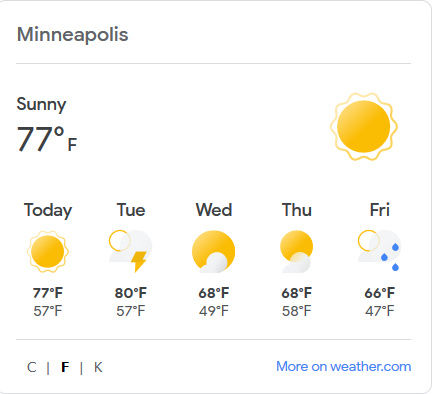 Minneapolis
Sunny
77° F
Today Tue Wed Thu Fri
77°F 80°F 68°F 68°F 66°F
57°F 57°F 49°F 58°F 47°F
C | F | K More on weather.com